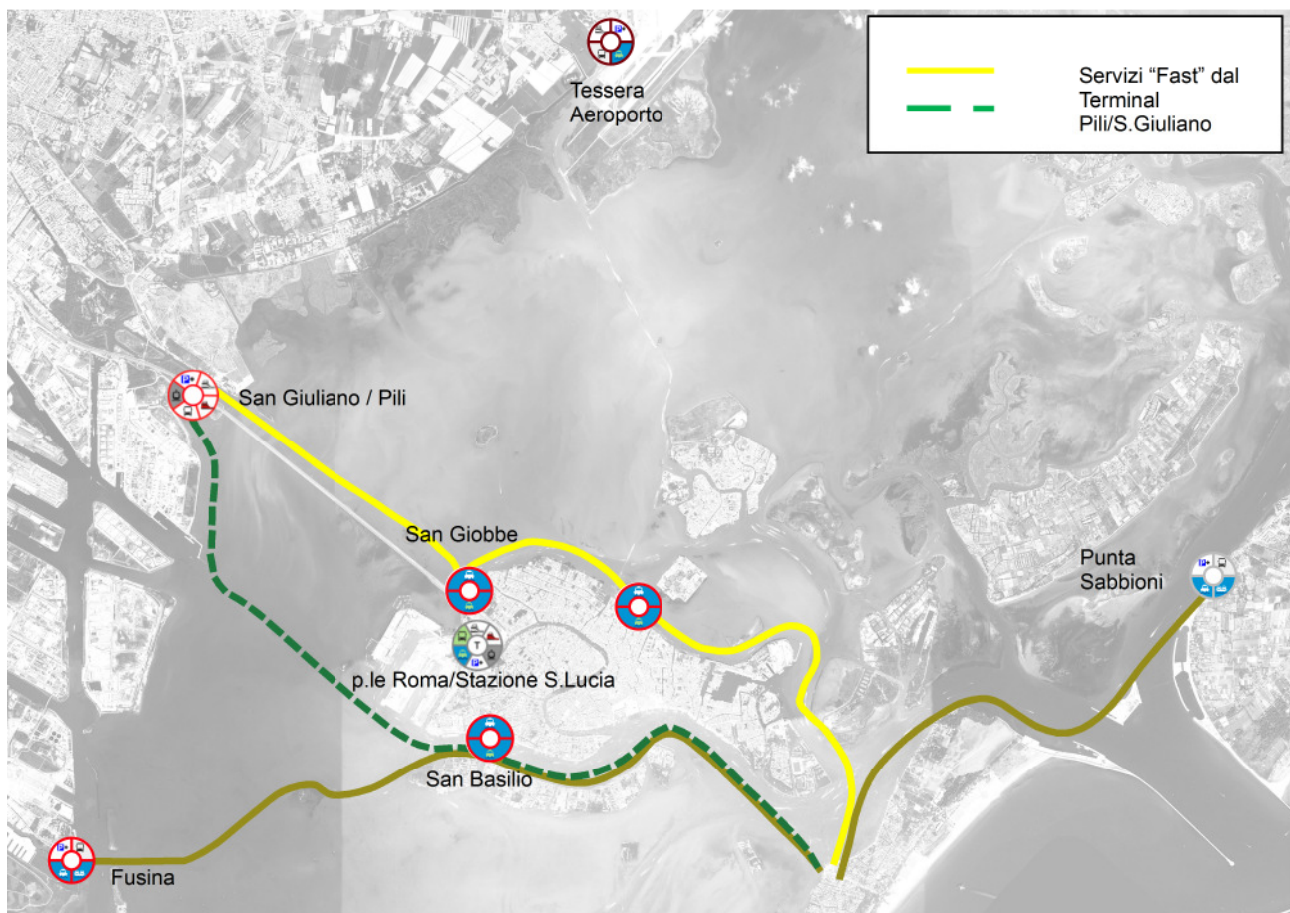 Servizi “Fast” dal
Terminal
Pili/S.Giuliano
Tessera
Aeroporto
San Giuliano / Pili
San Giobbe
Punta
Sabbioni
T
p.le Roma/Stazione S.Lucia
San Basilio
Fusina
P+
P+
P+
P+
P+